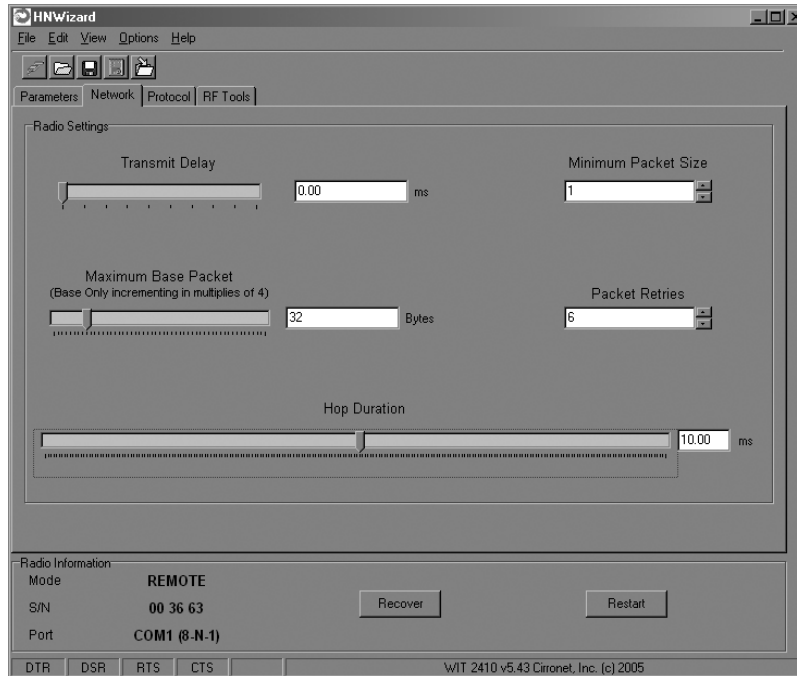 HNWizard
File Edit View Options Help
Parameters Network Protocol RF Tools
Radio Settings
Transmit Delay
0.00 ms
Minimum Packet Size
1
Maximum Base Packet
(Base Only incrementing in multiplies of 4)
32 Bytes
Packet Retries
6
Hop Duration
10.00 ms
Radio Information
Mode REMOTE
S/N 00 36 63
Port COM1 (8-N-1)
Recover
Restart
DTR DSR RTS CTS WIT 2410 v5.43 Cirronet, Inc. (c) 2005